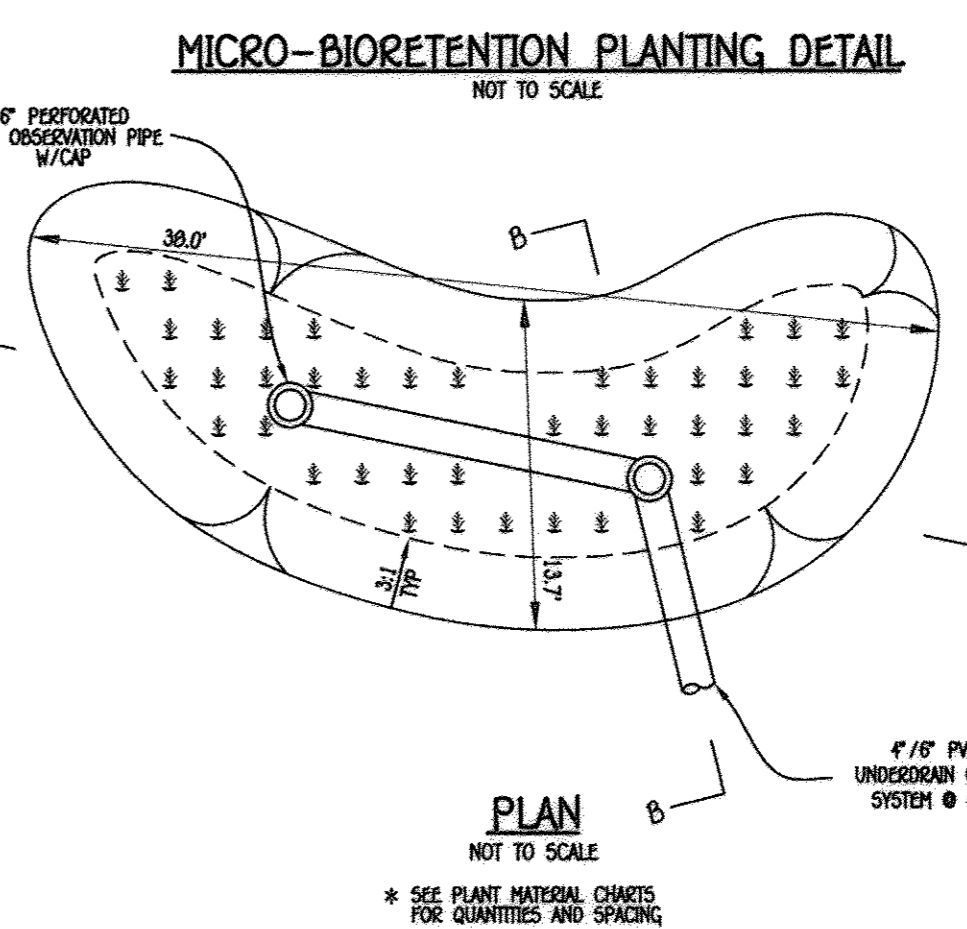 MICRO-BIORETENTION PLANTING DETAIL
NOT TO SCALE
6" PERFORATED
OBSERVATION PIPE
W/CAP
B
38.0'
3:1
TYP
13.7'
4"/6" PV
UNDERDRAIN
SYSTEM @
B
PLAN
NOT TO SCALE
* SEE PLANT MATERIAL CHARTS
FOR QUANTITIES AND SPACING